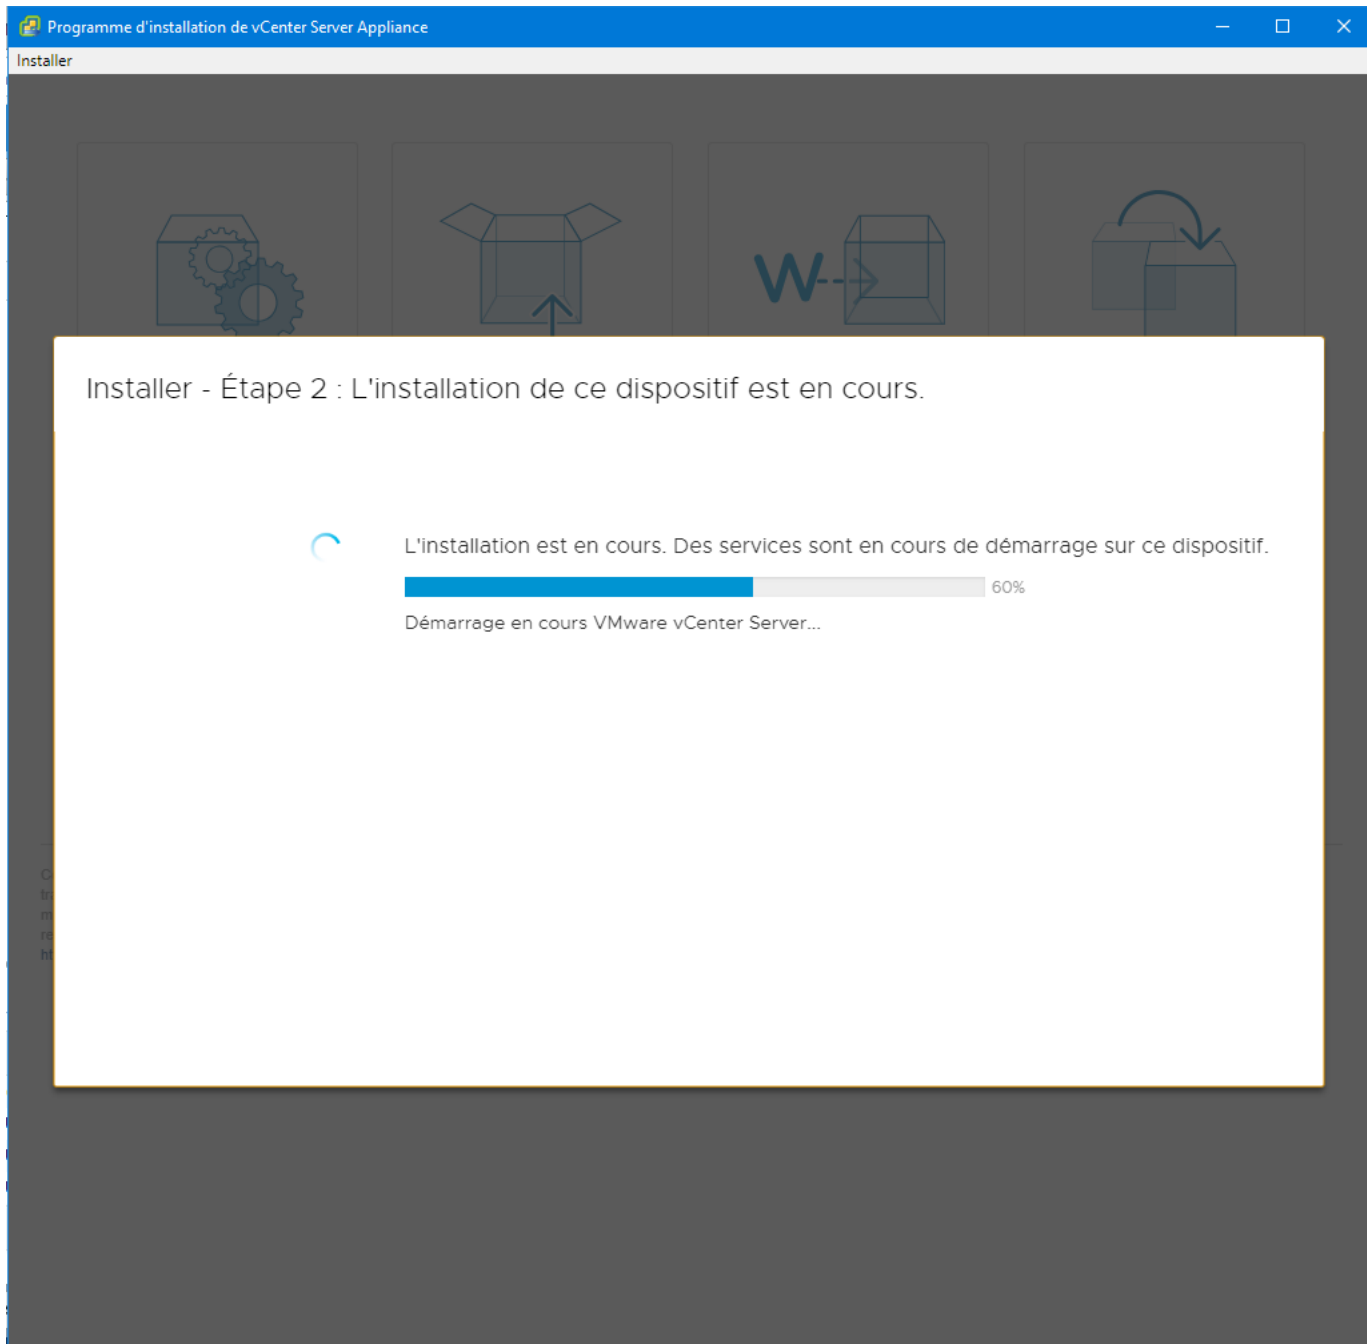 Programme d'installation de vCenter Server Appliance
Installer
W
Installer - Étape 2 : L'installation de ce dispositif est en cours.
L'installation est en cours. Des services sont en cours de démarrage sur ce dispositif.
60%
Démarrage en cours VMware vCenter Server...